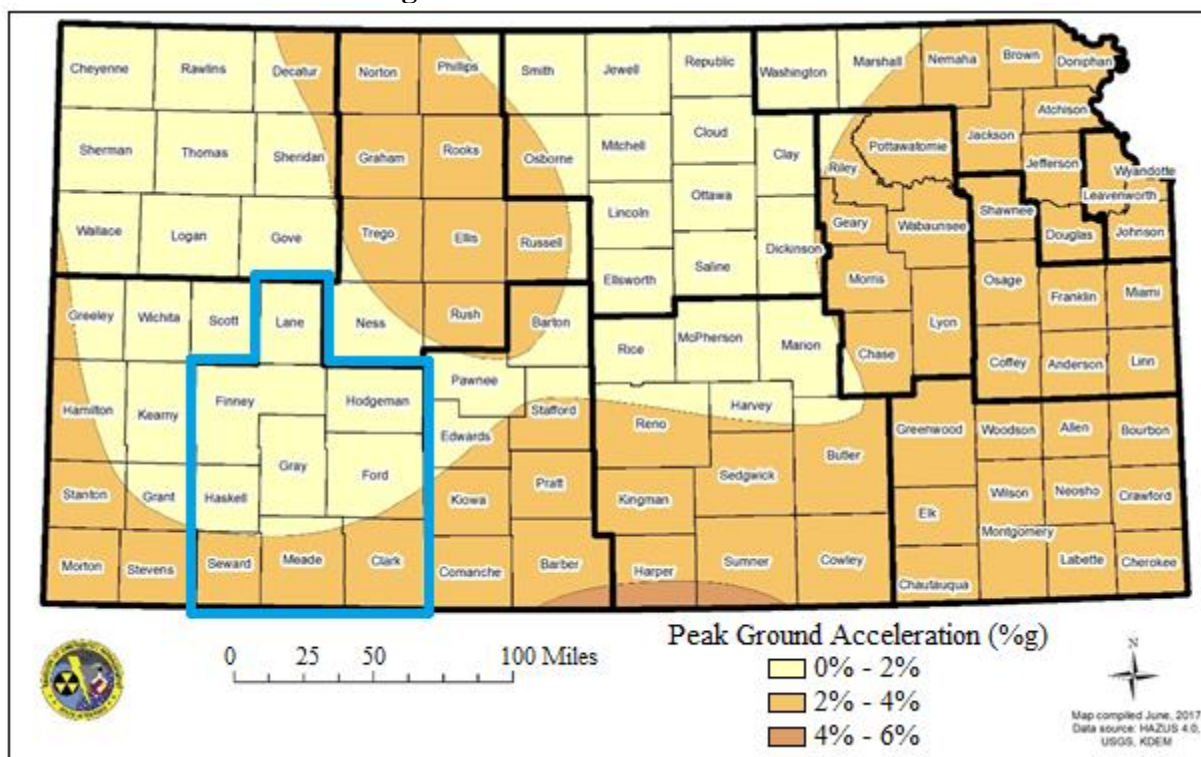 Cheyenne Rawlins Decatur Norton Phillips Smith Jewell Republic Washington Marshall Nemaha Brown Doniphan
Atchison
Sherman Thomas Sheridan Graham Rooks Osborne Mitchell Cloud Clay Riley Pottawatomie Jackson Jefferson
Wyandotte
Leavenworth
Wallace Logan Gove Trego Ellis Russell Lincoln Ottawa Dickinson Geary Wabaunsee Shawnee Douglas Johnson
Ellsworth Saline Morris Osage Franklin Miami
Greeley Wichita Scott Lane Ness Rush Barton Rice McPherson Marion Chase Lyon Coffey Anderson Linn
Hamilton Kearny Finney Hodgeman Pawnee Stafford Edwards Reno Harvey Butler Greenwood Woodson Allen Bourbon
Stanton Grant Haskell Gray Ford Kiowa Pratt Kingman Sedgwick Elk Wilson Neosho Crawford
Montgomery
Morton Stevens Seward Meade Clark Comanche Barber Harper Sumner Cowley Chautauqua Labette Cherokee
Peak Ground Acceleration (%g)
0 25 50 100 Miles
0% - 2%
2% - 4%
4% - 6%
N
Map compiled June, 2017
Data source: HAZUS 4.0,
USGS, KDEM